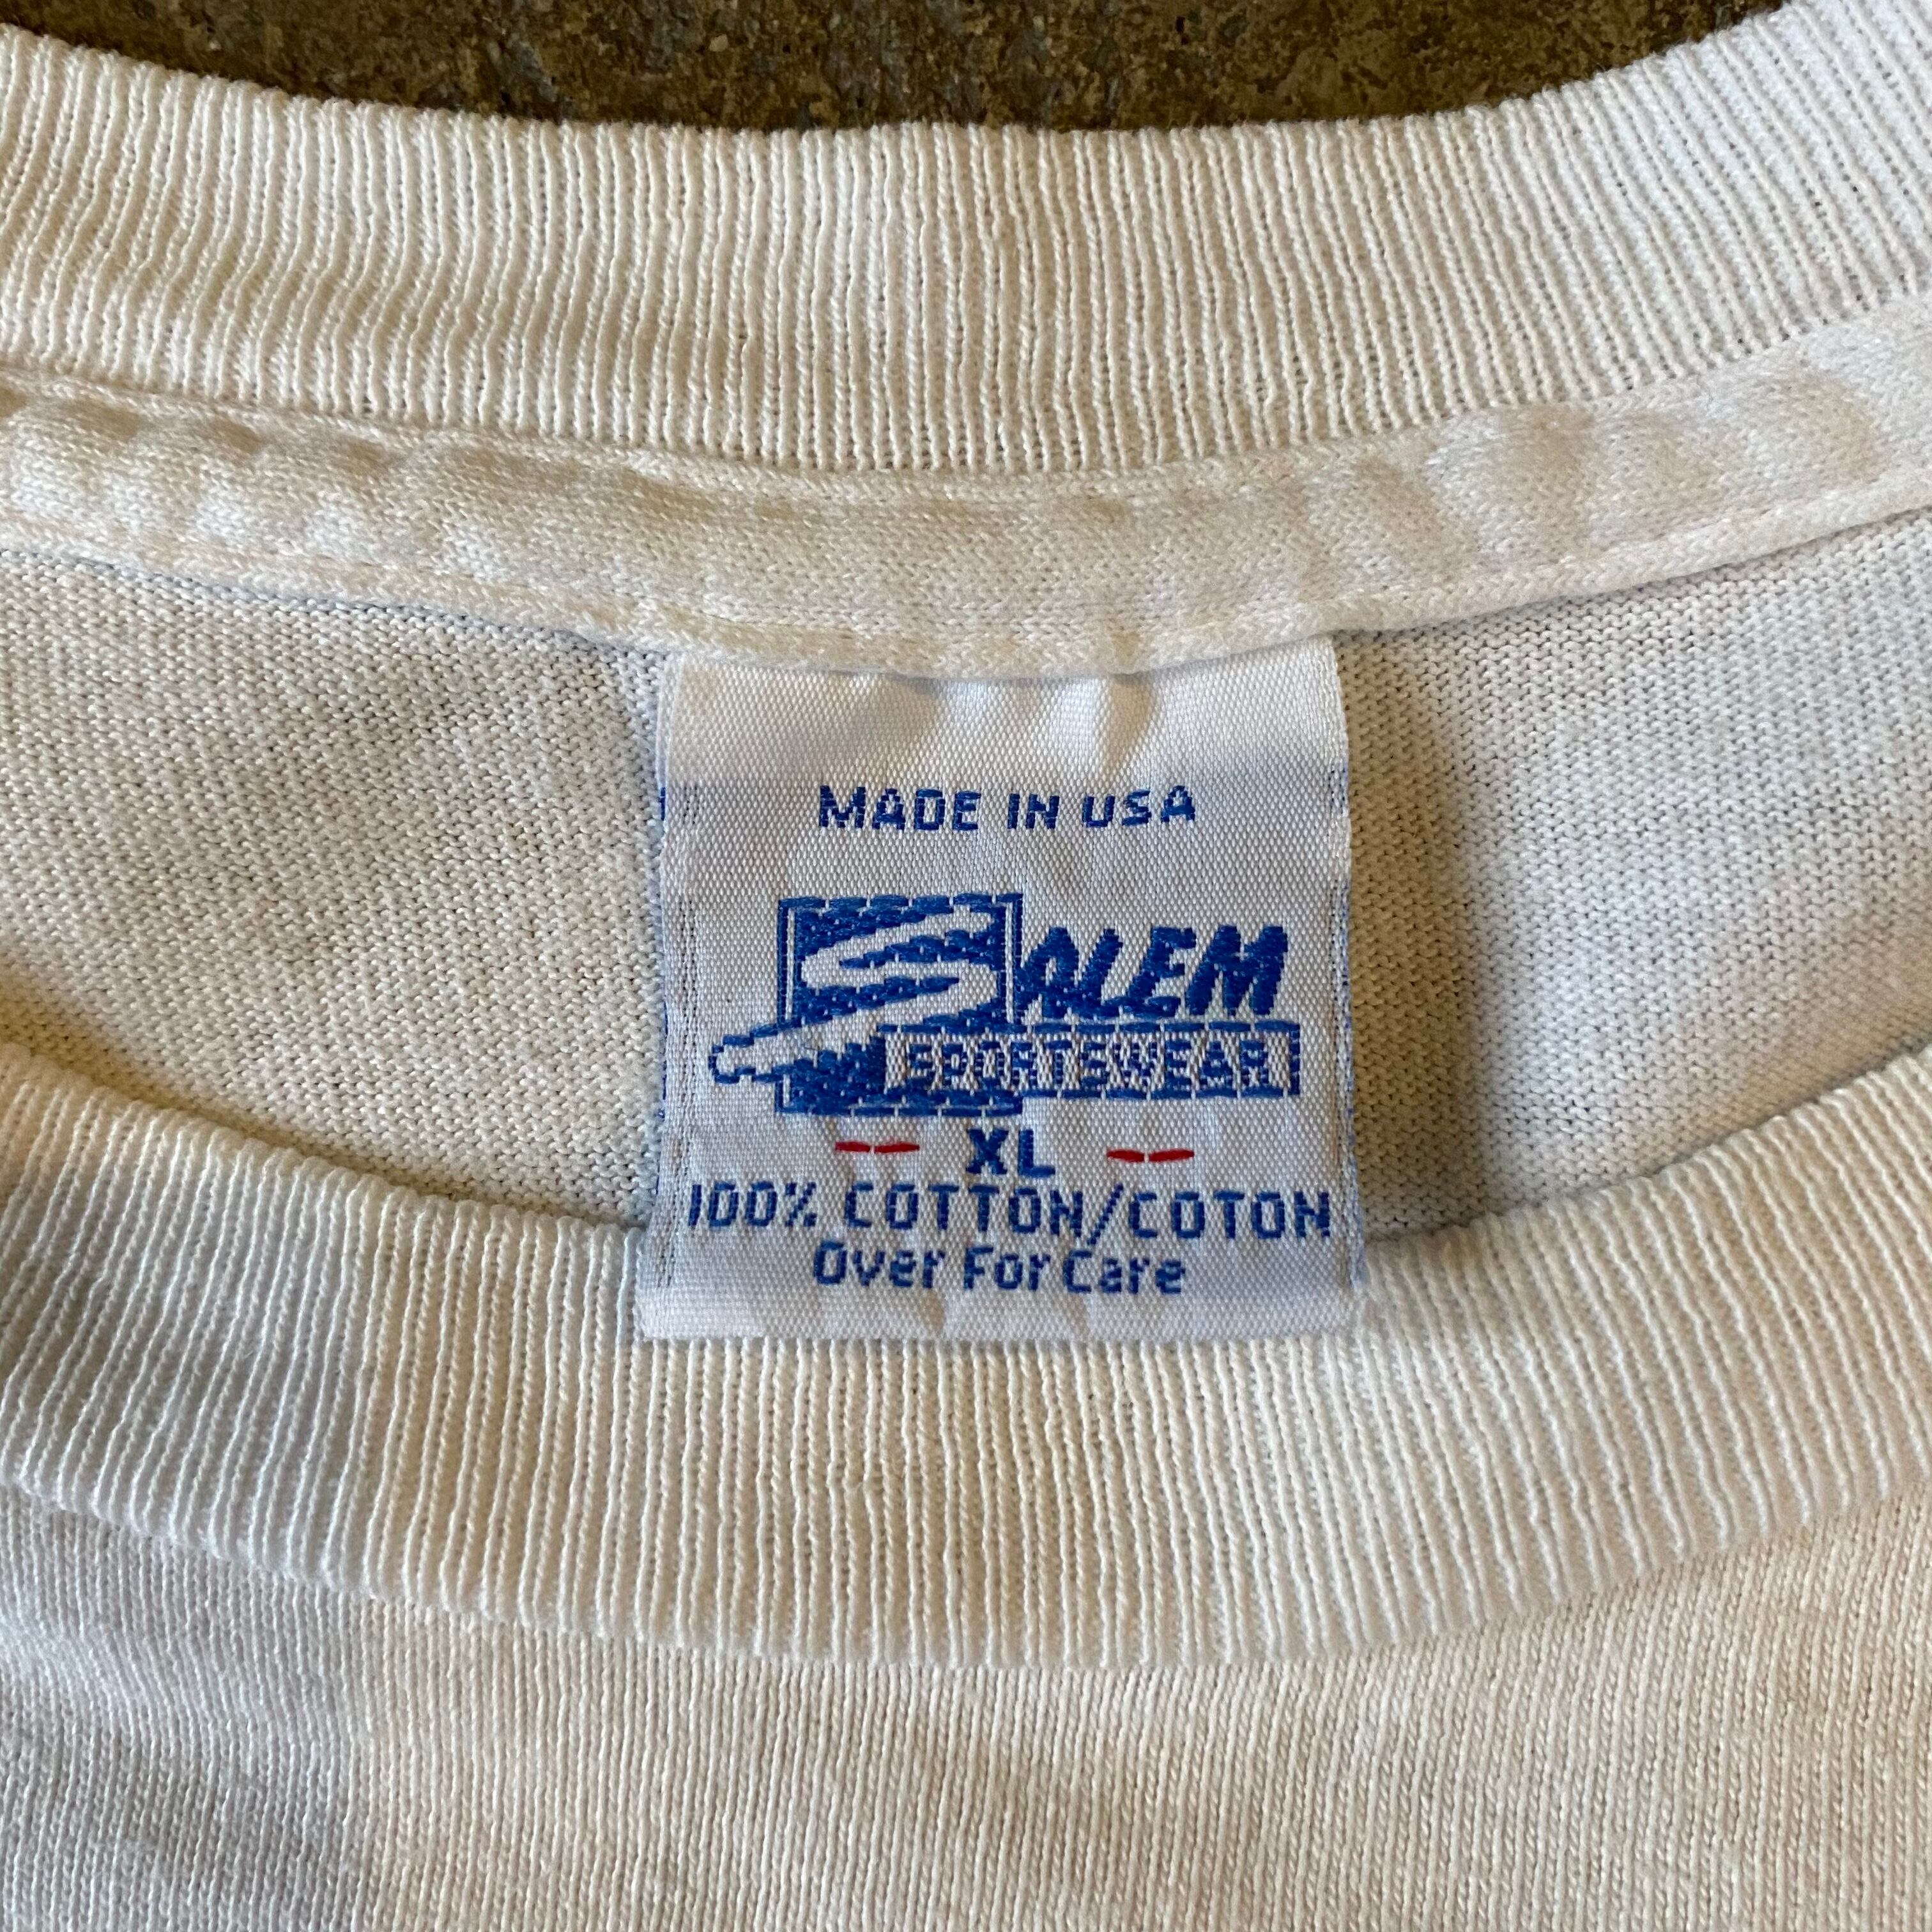 MADE IN USA
SALEM
SPORTSWEAR
XL
100% COTTON/COTON
Over For Care